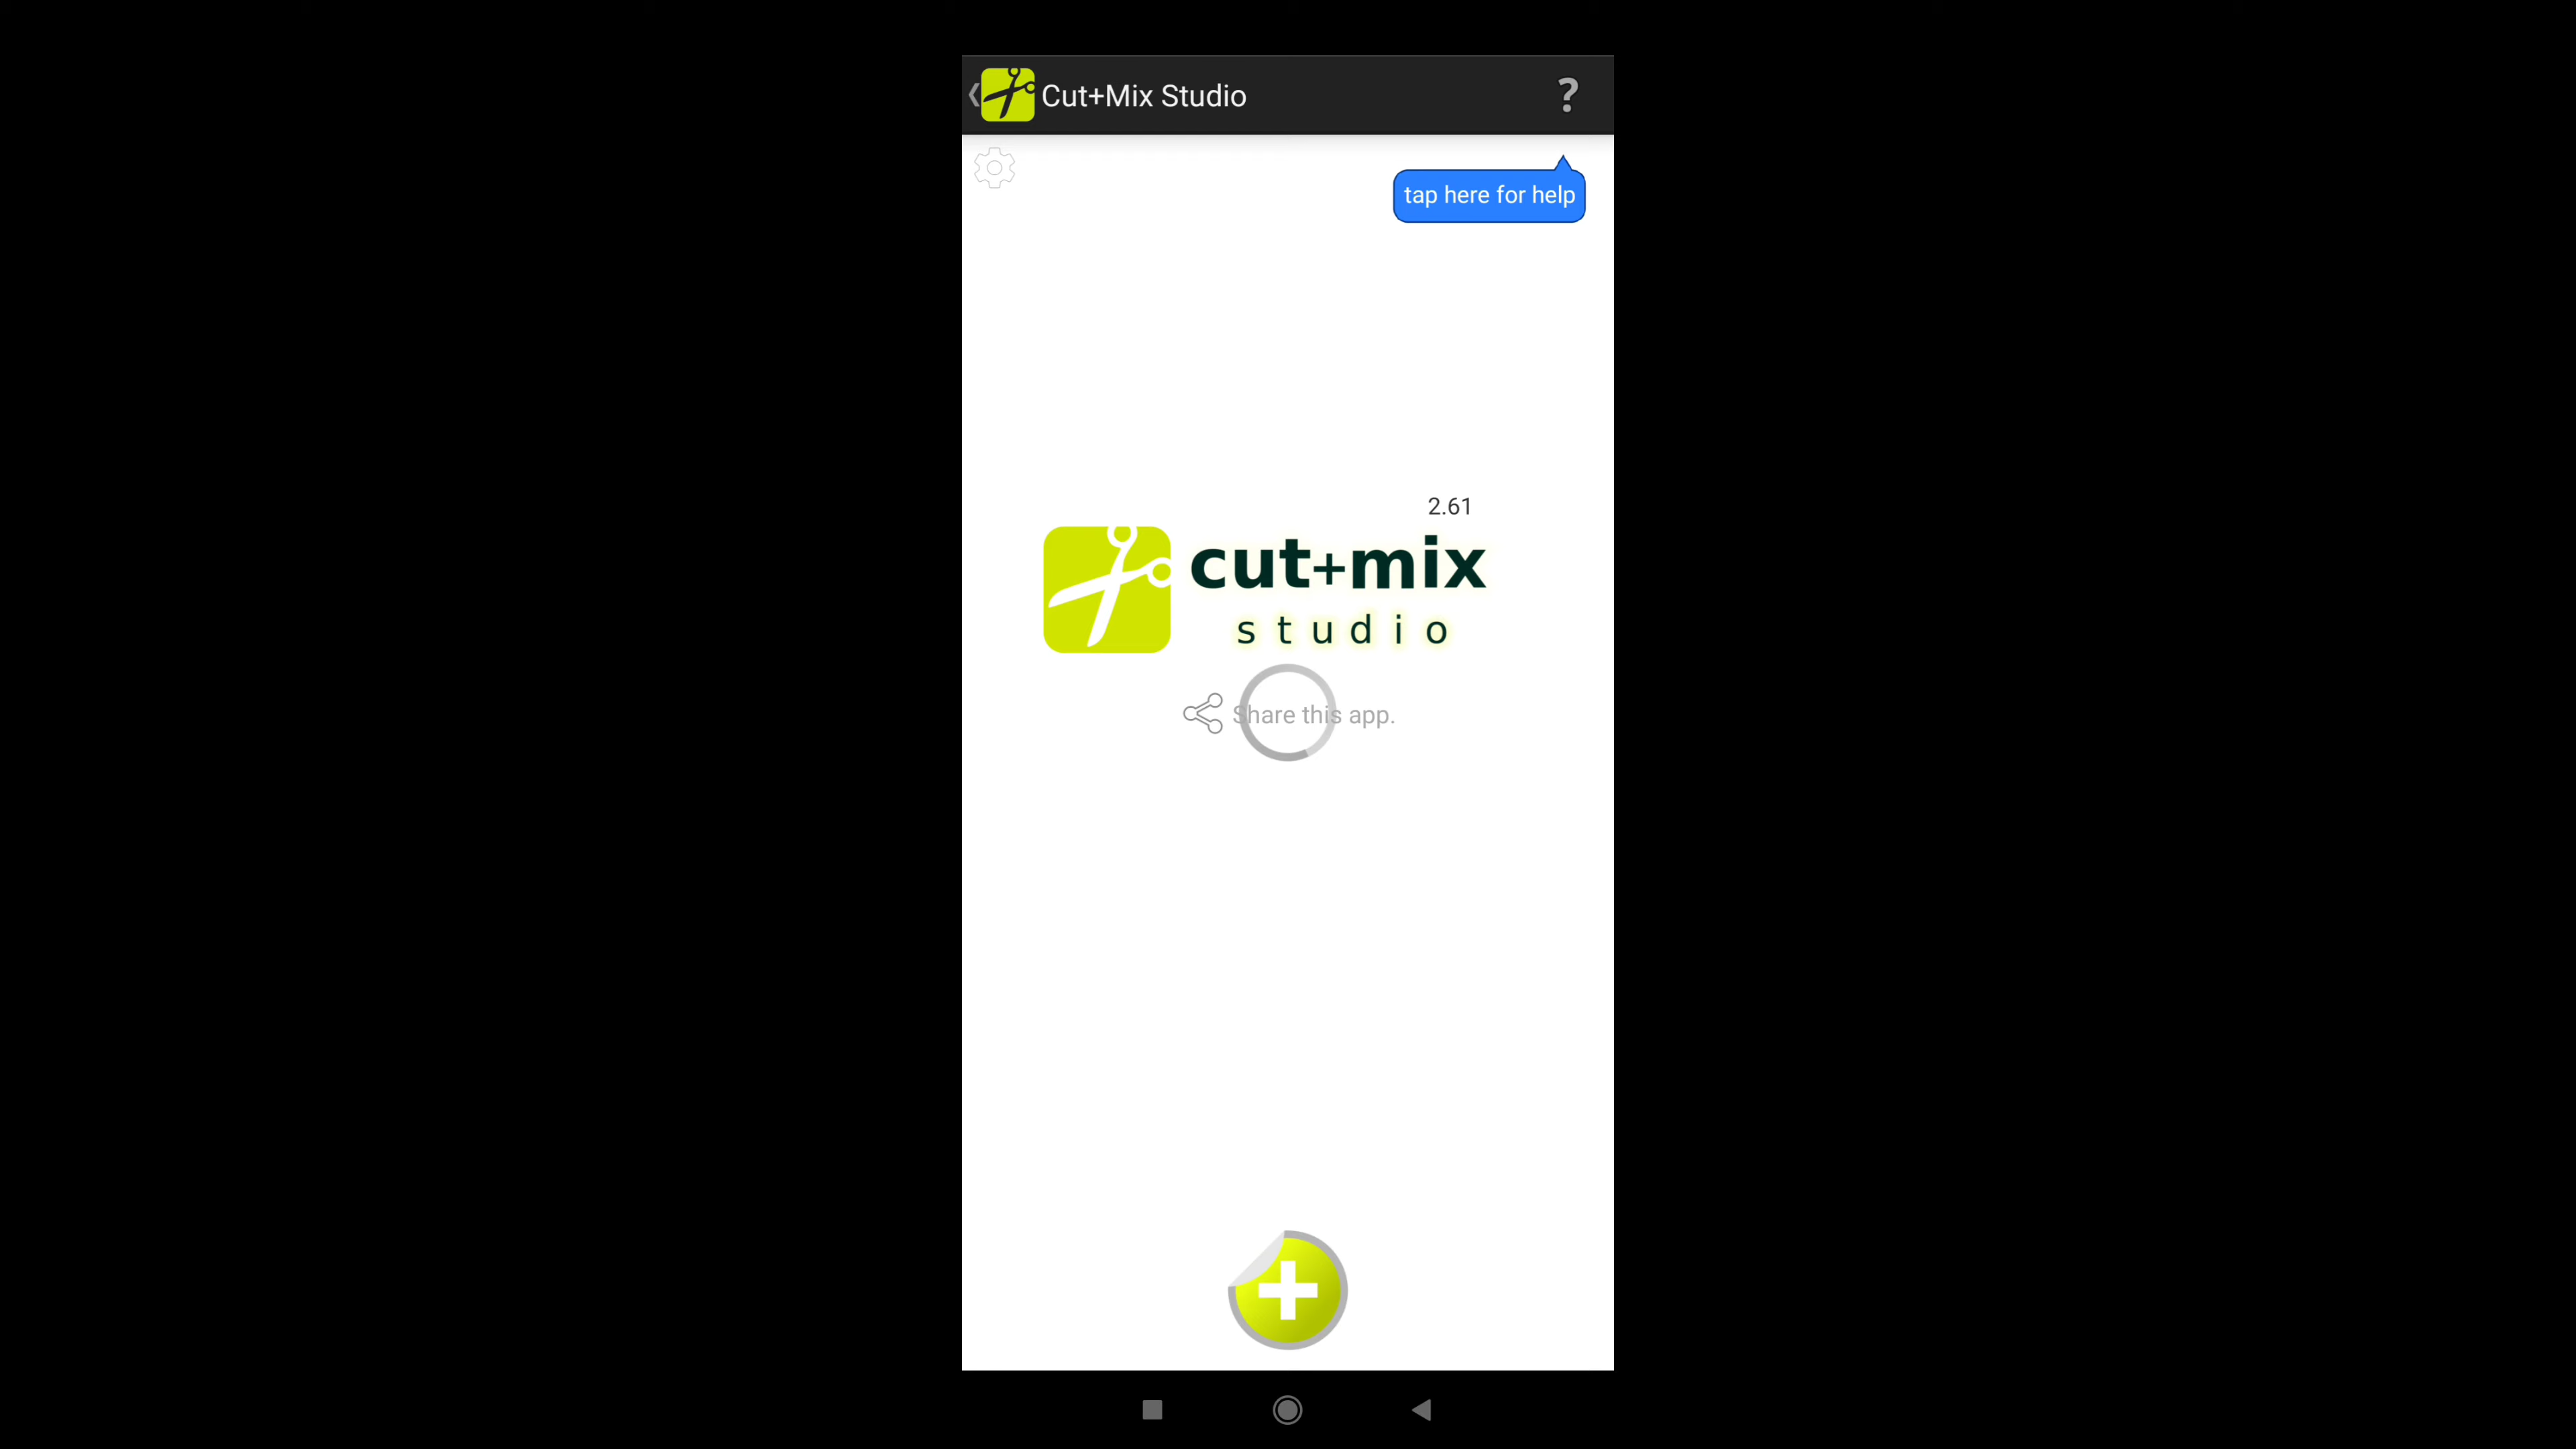 Cut+Mix Studio
?
tap here for help
2.61
cut+mix
studio
Share this app.